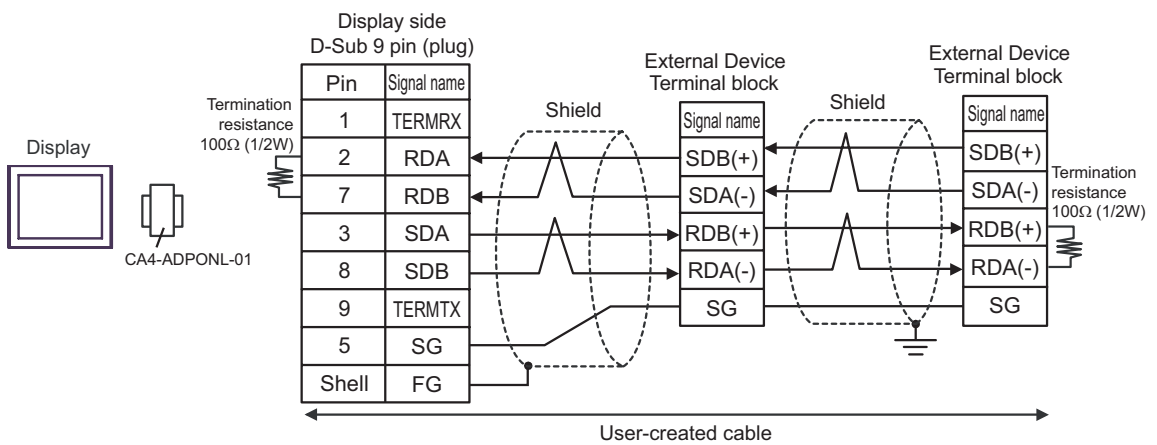 Display side
D-Sub 9 pin (plug)
External Device
Terminal block
External Device
Terminal block
Pin
Signal name
Termination
resistance
100Ω (1/2W)
1
TERMRX
Shield
Signal name
Shield
Signal name
Display
2
RDA
SDB(+)
SDB(+)
7
RDB
SDA(-)
SDA(-)
Termination
resistance
100Ω (1/2W)
3
SDA
RDB(+)
RDB(+)
CA4-ADPONL-01
8
SDB
RDA(-)
RDA(-)
9
TERMTX
SG
SG
5
SG
Shell
FG
User-created cable